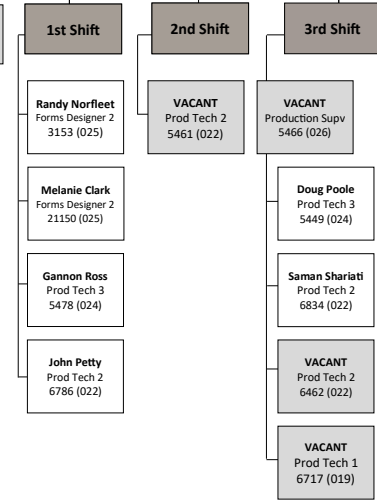 1st Shift
Randy Norfleet
Forms Designer 2
3153 (025)
Melanie Clark
Forms Designer 2
21150 (025)
Gannon Ross
Prod Tech 3
5478 (024)
John Petty
Prod Tech 2
6786 (022)
2nd Shift
VACANT
Prod Tech 2
5461 (022)
3rd Shift
VACANT
Production Supv
5466 (026)
Doug Poole
Prod Tech 3
5449 (024)
Saman Shariati
Prod Tech 2
6834 (022)
VACANT
Prod Tech 2
6462 (022)
VACANT
Prod Tech 1
6717 (019)